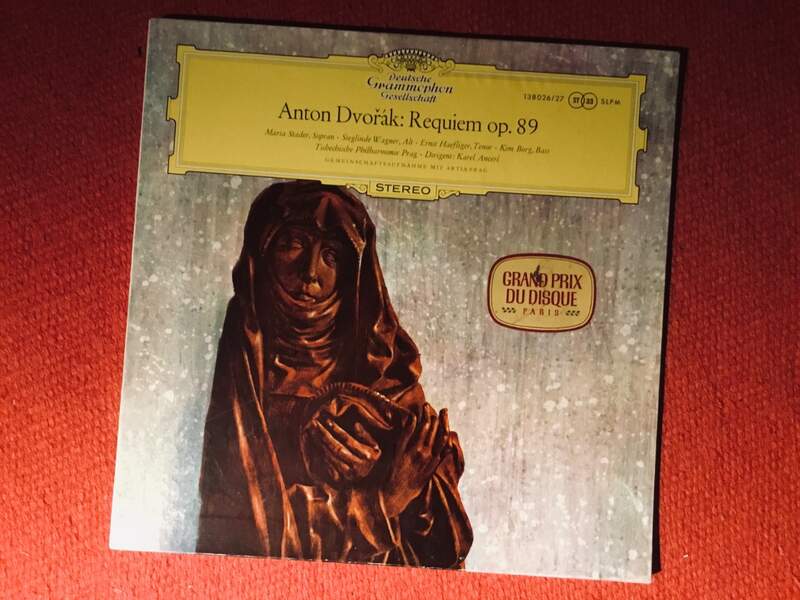 Deutsche
Grammophon
Gesellschaft
138026/27 ST 33 SLPM
Anton Dvořák: Requiem op. 89
Maria Stader, Sopran - Sieglinde Wagner, Alt - Ernst Haefliger, Tenor - Kim Borg, Bass
Tschechische Philharmonie Prag - Dirigent: Karel Ančerl
GEMEINSCHAFTSAUFNAHME MIT ARTIA PRAG
STEREO
GRAND PRIX
DU DISQUE
PARIS